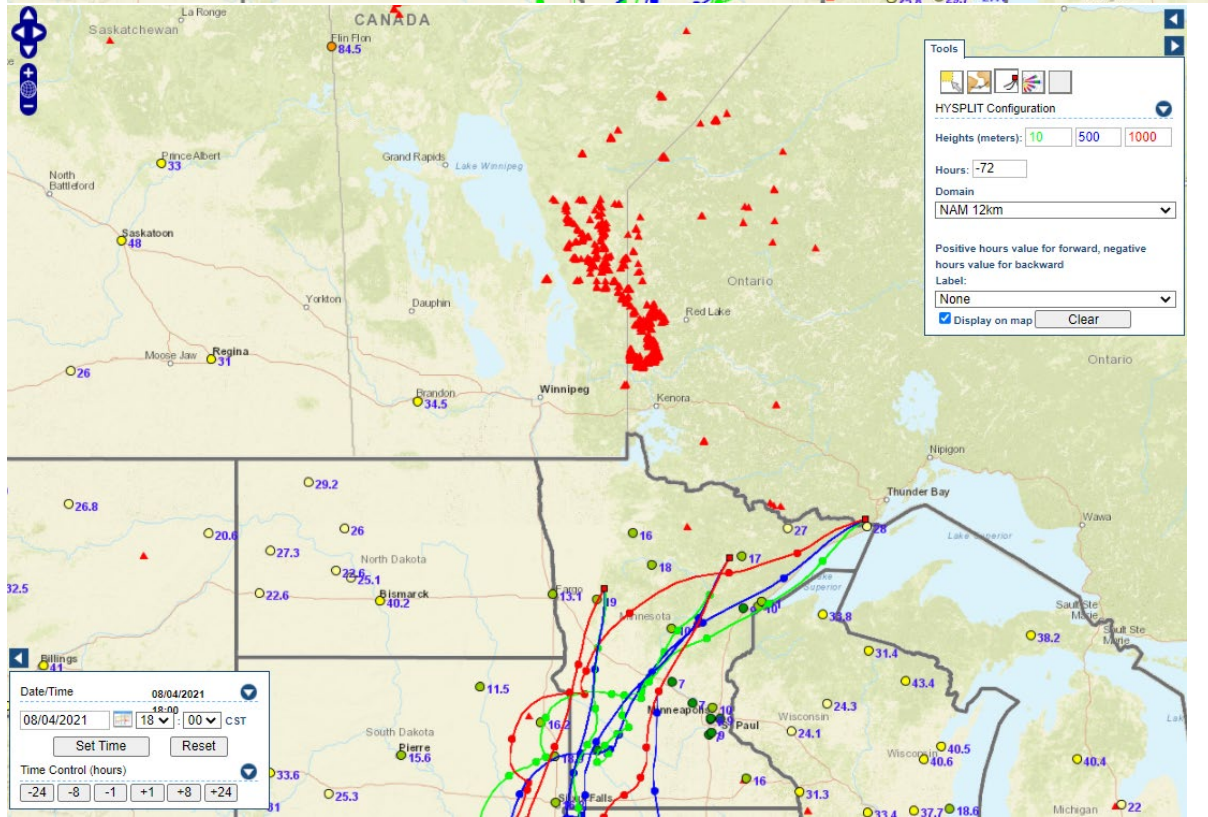 La Ronge
CANADA
Saskatchewan
Flin Flon
84.5
Prince Albert
33
Grand Rapids
Lake Winnipeg
North
Battleford
Saskatoon
48
Ontario
Yorkton
Dauphin
Red Lake
Moose Jaw
Regina
31
26
Brandon
34.5
Winnipeg
Kenora
Ontario
Nipigon
Thunder Bay
Wawa
29.2
26.8
20.6
26
27.3
North Dakota
22.6
25.1
22.6
Bismarck
40.2
32.5
16
18
17
27
28
Lake Superior
Fargo
13.1
19
Minnesota
10
10
33.8
Sault Ste
Marie
Sault Ste
Marie
38.2
31.4
43.4
Billings
41
11.5
7
7
10
9
Minneapolis
St Paul
Wisconsin
24.3
24.1
16.2
South Dakota
Pierre
15.6
Wisconsin
40.5
40.6
40.4
33.6
25.3
Sioux Falls
16
31.3
33.4
37.7
18.6
Michigan
22
Tools
HYSPLIT Configuration
Heights (meters): 10 500 1000
Hours: -72
Domain
NAM 12km
Positive hours value for forward, negative
hours value for backward
Label:
None
Display on map Clear
Date/Time 08/04/2021
18:00
08/04/2021 18 : 00 CST
Set Time Reset
Time Control (hours)
-24 -8 -1 +1 +8 +24